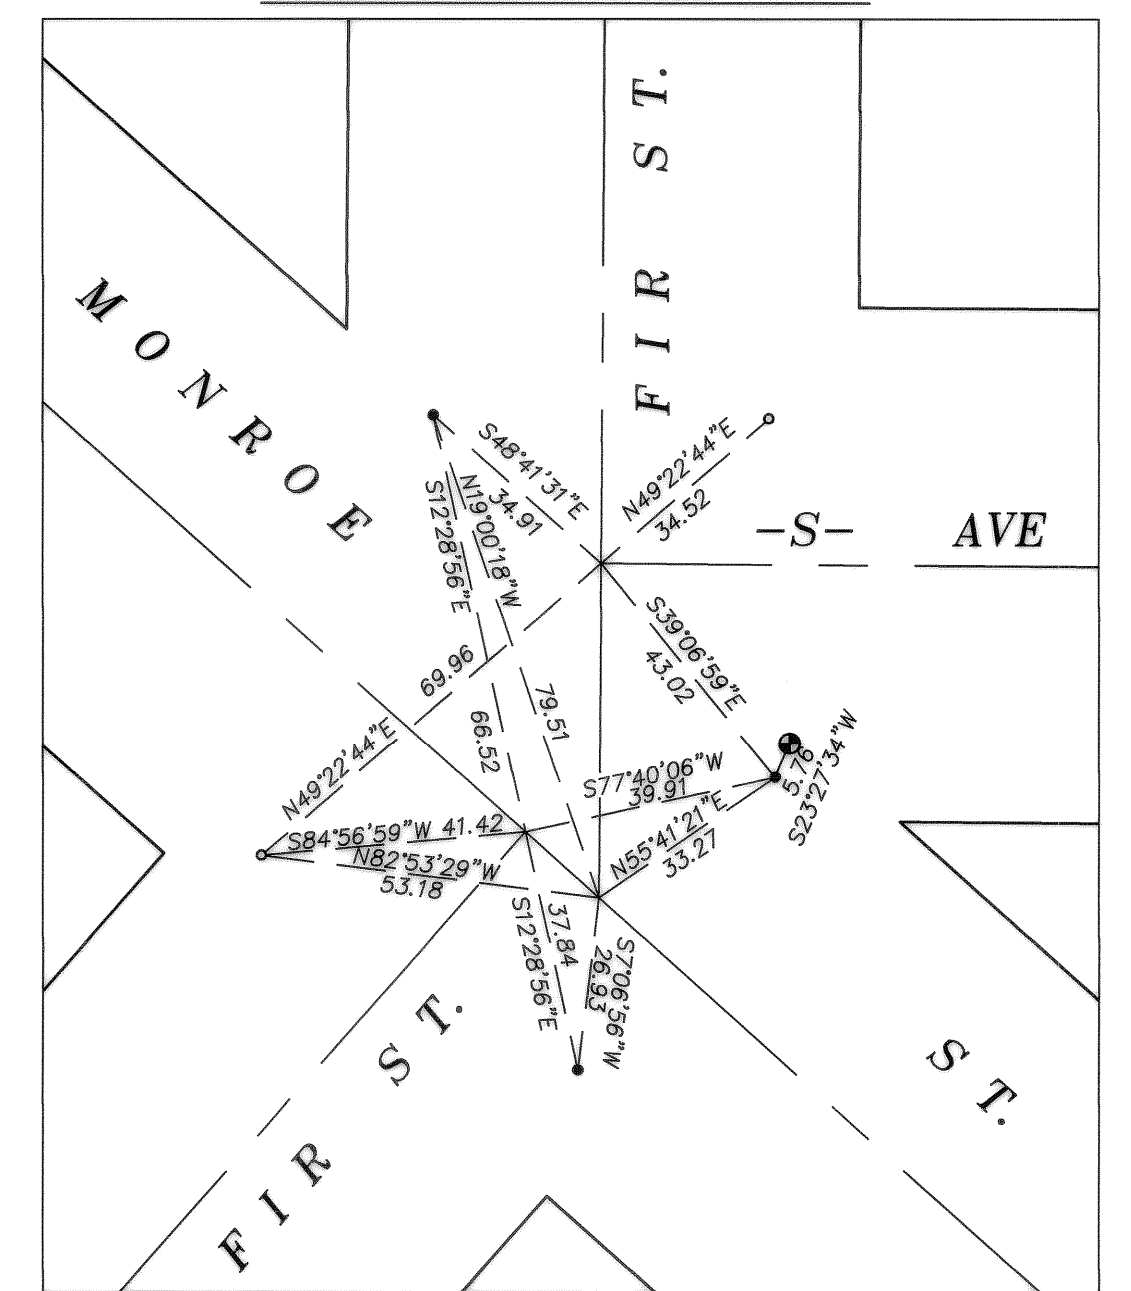 FIR ST.
MONROE
S48°41'31"E
34.91
N49°22'44"E
34.52
-S- AVE
S12°28'56"E
N19°00'18"W
S39°06'59"E
43.02
69.96
66.52
79.51
N49°22'44"E
5.76
S23°27'34"W
S77°40'06"W
39.91
S84°56'59"W 41.42
N55°41'21"E
33.27
N82°53'29"W
53.18
37.84
S12°28'56"E
26.93
S7°06'56"W
FIR ST.
ST.